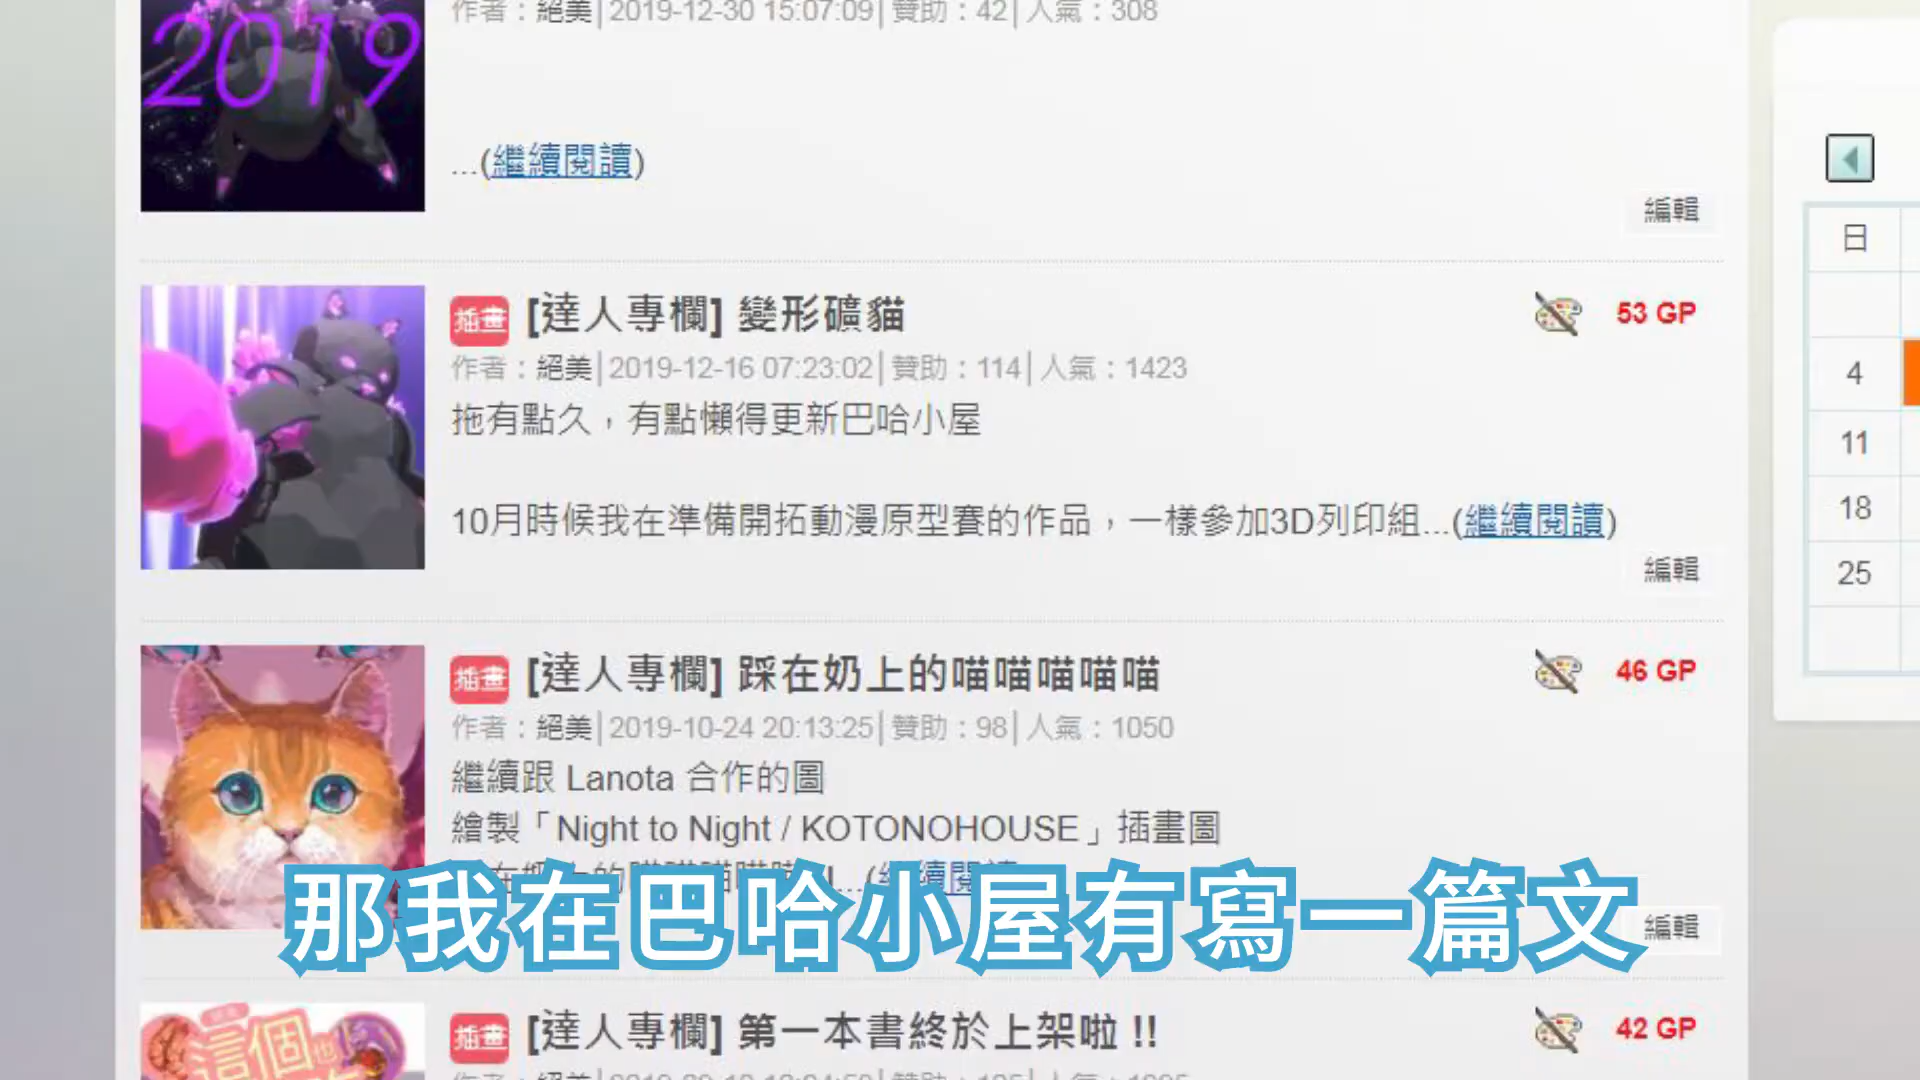 2019
作者：絕美│2019-12-30 15:07:09│贊助：42│人氣：308
...(繼續閱讀)
編輯
日
插畫 [達人專欄] 變形礦貓
53 GP
作者：絕美│2019-12-16 07:23:02│贊助：114│人氣：1423
4
拖有點久，有點懶得更新巴哈小屋
11
10月時候我在準備開拓動漫原型賽的作品，一樣參加3D列印組...(繼續閱讀)
18
編輯
25
插畫 [達人專欄] 踩在奶上的喵喵喵喵喵
46 GP
作者：絕美│2019-10-24 20:13:25│贊助：98│人氣：1050
繼續跟 Lanota 合作的圖
繪製「Night to Night / KOTONOHOUSE」插畫圖
那我在巴哈小屋有寫一篇文
編輯
這個
插畫 [達人專欄] 第一本書終於上架啦 !!
42 GP